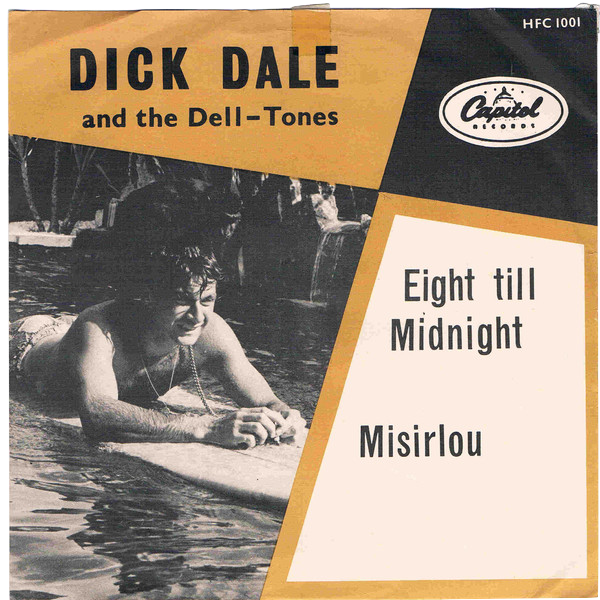 HFC 1001
DICK DALE
and the Dell-Tones
Capitol
RECORDS
Eight till
Midnight
Misirlou